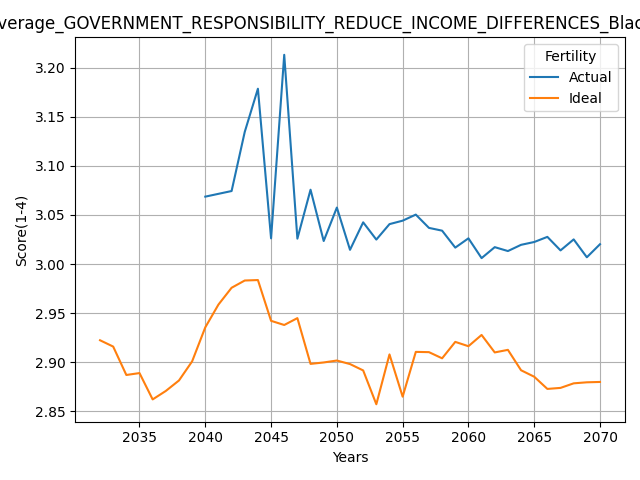 verage_GOVERNMENT_RESPONSIBILITY_REDUCE_INCOME_DIFFERENCES_Blac
Fertility
Actual
Ideal
Score(1-4)
3.20
3.15
3.10
3.05
3.00
2.95
2.90
2.85
2035 2040 2045 2050 2055 2060 2065 2070
Years